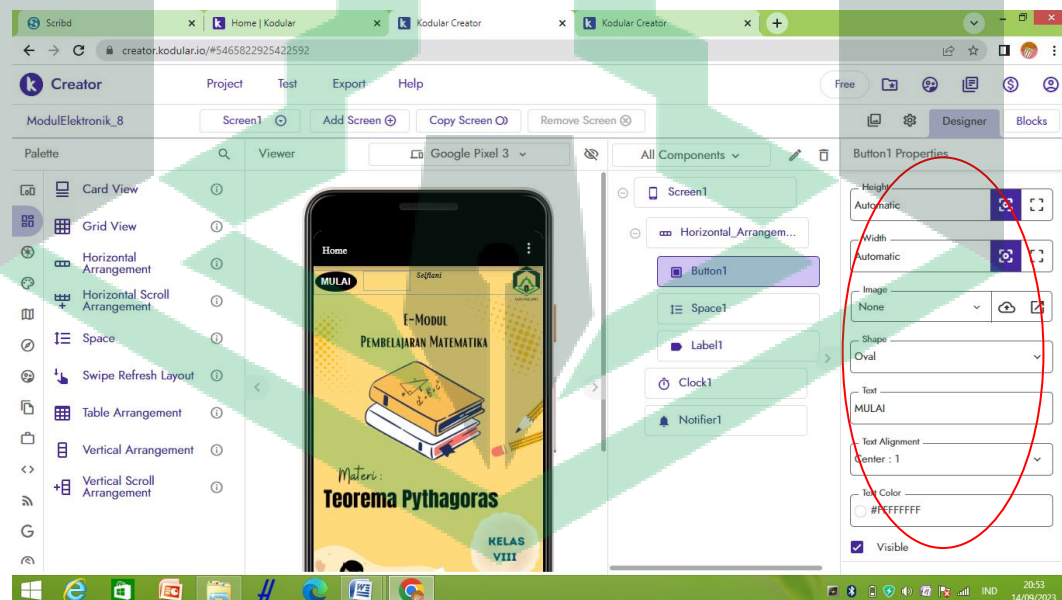 Scribd
Home | Kodular
Kodular Creator
Kodular Creator
creator.kodular.io/#5465822925422592
Creator
Project
Test
Export
Help
Free
ModulElektronik_8
Screen1
Add Screen
Copy Screen
Remove Screen
Designer
Blocks
Palette
Viewer
Google Pixel 3
All Components
Button1 Properties
Card View
Grid View
Horizontal
Arrangement
Horizontal Scroll
Arrangement
Space
Swipe Refresh Layout
Table Arrangement
Vertical Arrangement
Vertical Scroll
Arrangement
Home
MULAI
Selfiani
E-Modul
Pembelajaran Matematika
Materi :
Teorema Pythagoras
KELAS
VIII
Screen1
Horizontal_Arrangem...
Button1
Space1
Label1
Clock1
Notifier1
Height
Automatic
Width
Automatic
Image
None
Shape
Oval
Text
MULAI
Text Alignment
Center : 1
Text Color
#FFFFFFFF
Visible
IND
20:53
14/09/2023